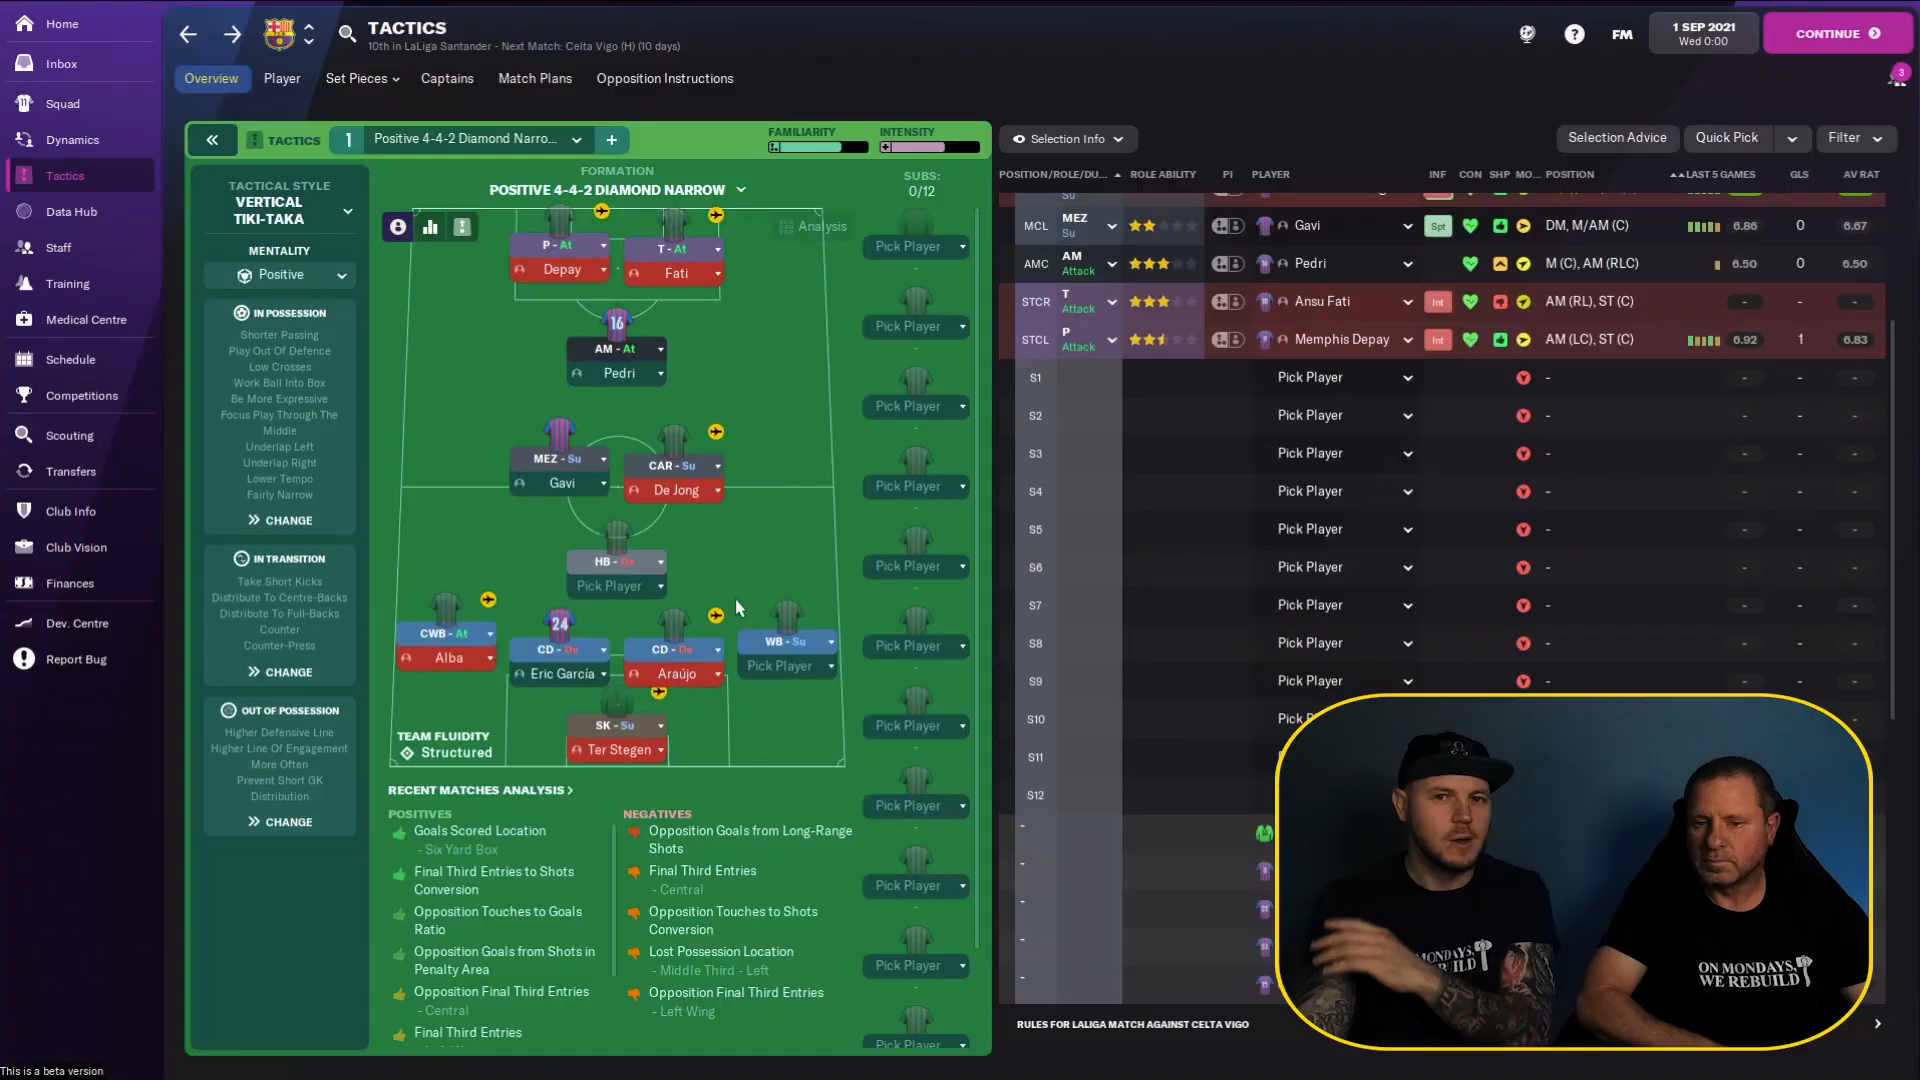 Home
Inbox
Squad
Dynamics
Tactics
Data Hub
Staff
Training
Medical Centre
Schedule
Competitions
Scouting
Transfers
Club Info
Club Vision
Finances
Dev. Centre
Report Bug
This is a beta version
TACTICS
10th in LaLiga Santander - Next Match: Celta Vigo (H) (10 days)
FM
1 SEP 2021
Wed 0:00
CONTINUE
3
Overview
Player
Set Pieces
Captains
Match Plans
Opposition Instructions
TACTICS
1
Positive 4-4-2 Diamond Narro...
FAMILIARITY
INTENSITY
TACTICAL STYLE
VERTICAL
TIKI-TAKA
MENTALITY
Positive
IN POSSESSION
Shorter Passing
Play Out Of Defence
Low Crosses
Work Ball Into Box
Be More Expressive
Focus Play Through The
Middle
Underlap Left
Underlap Right
Lower Tempo
Fairly Narrow
CHANGE
IN TRANSITION
Take Short Kicks
Distribute To Centre-Backs
Distribute To Full-Backs
Counter
Counter-Press
CHANGE
OUT OF POSSESSION
Higher Defensive Line
Higher Line Of Engagement
More Often
Prevent Short GK
Distribution
CHANGE
FORMATION
POSITIVE 4-4-2 DIAMOND NARROW
SUBS:
0/12
Analysis
P - At
Depay
T - At
Fati
16
AM - At
Pedri
MEZ - Su
Gavi
CAR - Su
De Jong
HB - De
Pick Player
CWB - At
Alba
24
CD - De
Eric García
CD - De
Araújo
WB - Su
Pick Player
SK - Su
Ter Stegen
TEAM FLUIDITY
Structured
Pick Player
Pick Player
Pick Player
Pick Player
Pick Player
Pick Player
Pick Player
Pick Player
Pick Player
Pick Player
Pick Player
RECENT MATCHES ANALYSIS
POSITIVES
Goals Scored Location
- Six Yard Box
Final Third Entries to Shots
Conversion
Opposition Touches to Goals
Ratio
Opposition Goals from Shots in
Penalty Area
Opposition Final Third Entries
- Central
Final Third Entries
NEGATIVES
Opposition Goals from Long-Range
Shots
Final Third Entries
- Central
Opposition Touches to Shots
Conversion
Lost Possession Location
- Middle Third - Left
Opposition Final Third Entries
- Left Wing
Selection Info
Selection Advice
Quick Pick
Filter
POSITION/ROLE/DU... ROLE ABILITY PI PLAYER INF CON SHP MO... POSITION LAST 5 GAMES GLS AV RAT
Su
MCL MEZ Su Gavi Spt DM, M/AM (C) 6.86 0 6.67
AMC AM Attack Pedri M (C), AM (RLC) 6.50 0 6.50
STCR T Attack Ansu Fati Int AM (RL), ST (C) - - -
STCL P Attack Memphis Depay Int AM (LC), ST (C) 6.92 1 6.83
S1 Pick Player - - - -
S2 Pick Player - - - -
S3 Pick Player - - - -
S4 Pick Player - - - -
S5 Pick Player - - - -
S6 Pick Player - - - -
S7 Pick Player - - - -
S8 Pick Player - - - -
S9 Pick Player - - - -
S10
S11
S12
RULES FOR LALIGA MATCH AGAINST CELTA VIGO
ON MONDAYS,
WE REBUILD